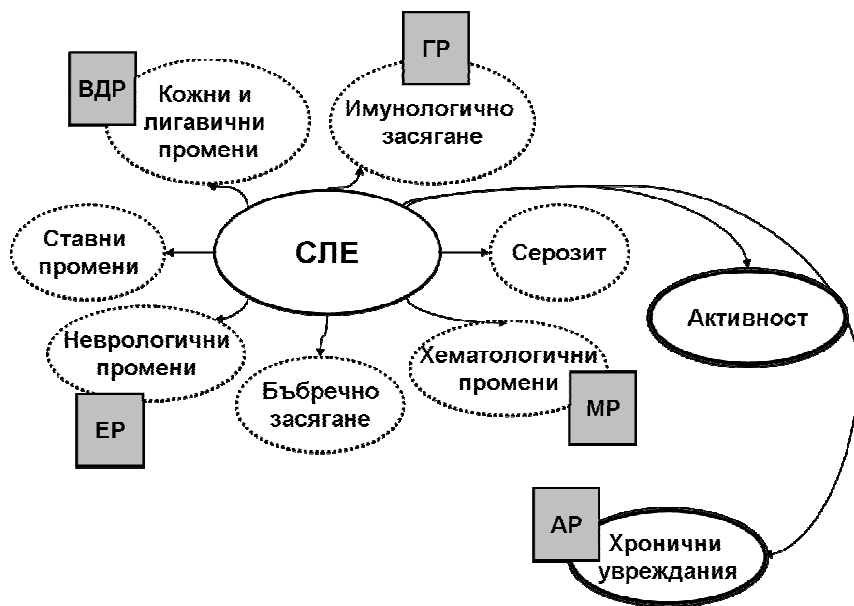 ГР
ВДР
Кожни и
лигавични
промени
Имунологично
засягане
Ставни
промени
СЛЕ
Серозит
Активност
Неврологични
промени
Бъбречно
засягане
Хематологични
промени
ЕР
МР
АР
Хронични
увреждания